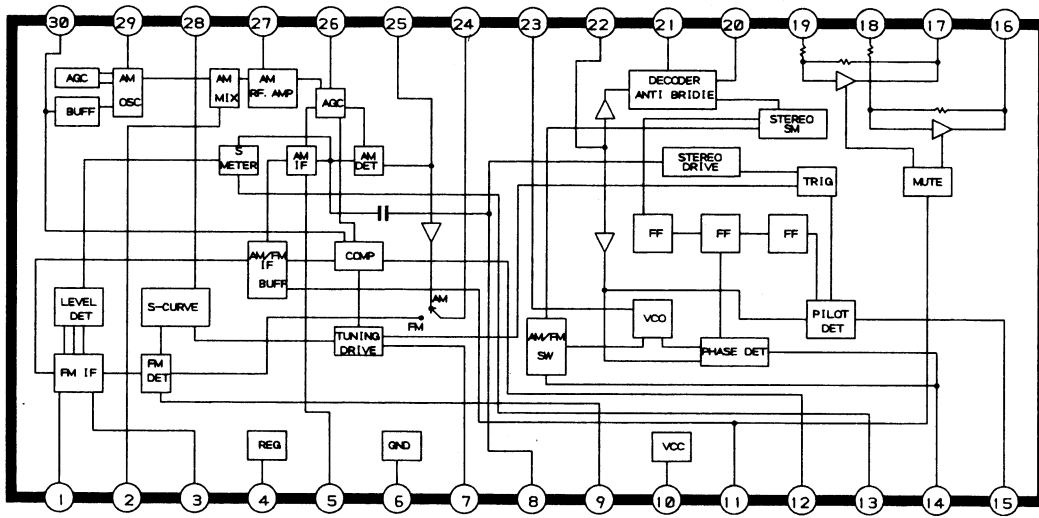 30 29 28 27 26 25 24 23 22 21 20 19 18 17 16
AGC
AM
OSC
BUFF
AM
MIX
AM
RF. AMP
AGC
S
METER
AM
IF
AM
DET
DECODER
ANTI BRIDIE
STEREO
SM
STEREO
DRIVE
TRIG
MUTE
FF
FF
FF
AM/FM
IF
BUFF
COMP
LEVEL
DET
S-CURVE
AM
FM
TUNING
DRIVE
AM/FM
SW
VCO
PILOT
DET
PHASE DET
FM IF
FM
DET
REG
GND
VCC
1 2 3 4 5 6 7 8 9 10 11 12 13 14 15